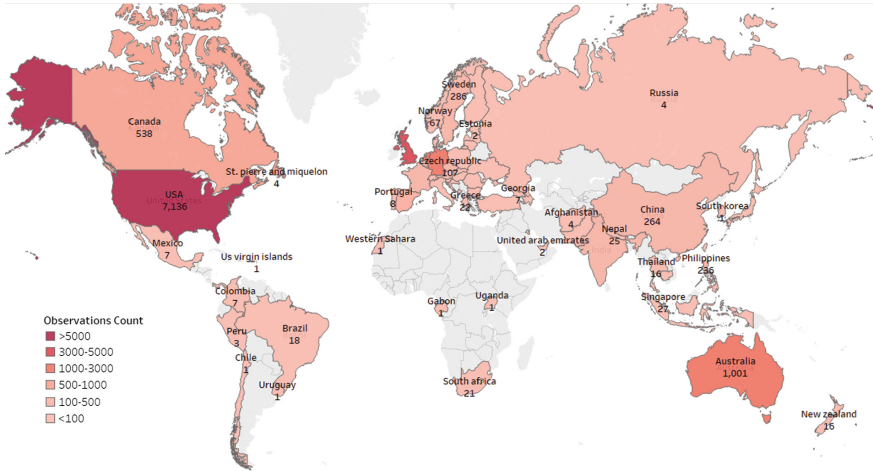 Sweden
286
Russia
4
Norway
67
Estonia
2
Canada
538
Czech republic
107
St. pierre and miquelon
4
USA
7,136
Portugal
8
Greece
22
Georgia
7
Afghanistan
4
China
264
South korea
1
Mexico
7
Western Sahara
1
United arab emirates
2
Nepal
25
India
Us virgin islands
1
Thailand
16
Philippines
236
Colombia
7
Gabon
1
Uganda
1
Singapore
27
Peru
3
Brazil
18
Chile
1
Uruguay
1
South africa
21
Australia
1,001
New zealand
16
Observations Count
>5000
3000-5000
1000-3000
500-1000
100-500
<100